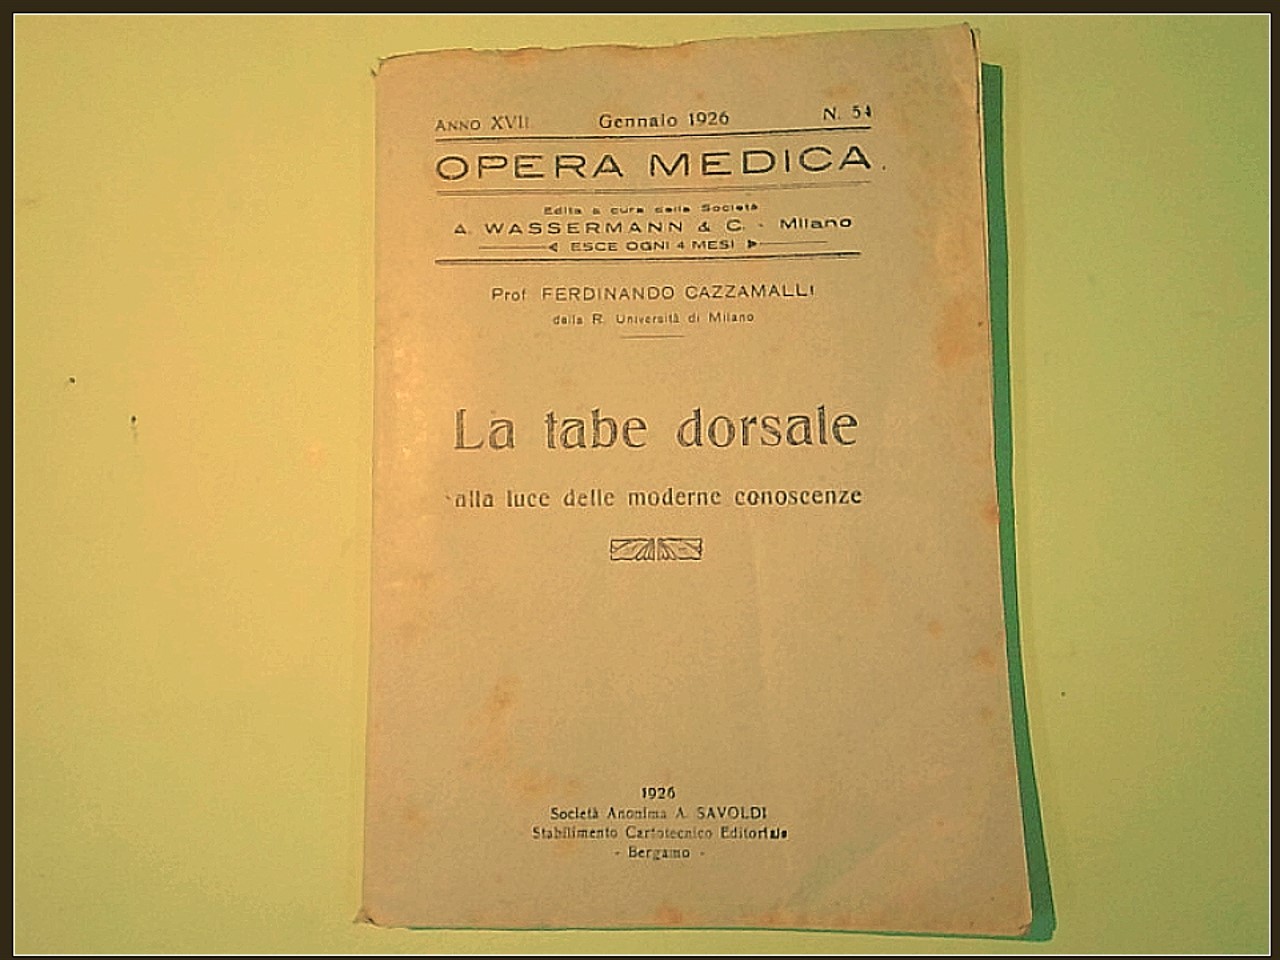 ANNO XVII. Gennaio 1926 N. 54
OPERA MEDICA.
Edita a cura della Società
A. WASSERMANN & C. - Milano
ESCE OGNI 4 MESI
Prof. FERDINANDO CAZZAMALLI
della R. Università di Milano
La tabe dorsale
alla luce delle moderne conoscenze
1926
Società Anonima A. SAVOLDI
Stabilimento Cartotecnico Editoriale
- Bergamo -